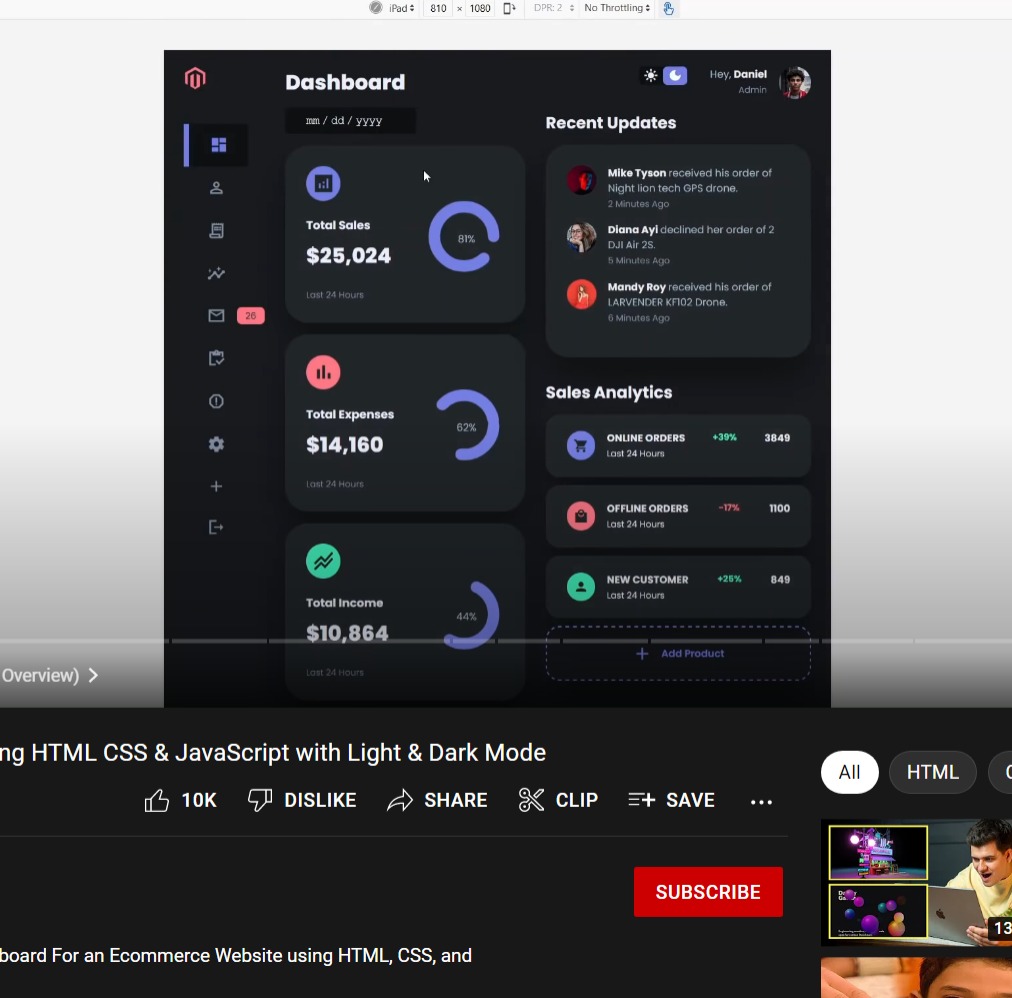 iPad
810 × 1080
DPR: 2
No Throttling
Dashboard
Hey, Daniel
Admin
mm / dd / yyyy
Recent Updates
Total Sales
$25,024
81%
Last 24 Hours
Mike Tyson received his order of
Night lion tech GPS drone.
2 Minutes Ago
Diana Ayi declined her order of 2
DJI Air 2S.
5 Minutes Ago
Mandy Roy received his order of
LARVENDER KF102 Drone.
6 Minutes Ago
26
Total Expenses
$14,160
62%
Last 24 Hours
Sales Analytics
ONLINE ORDERS +39% 3849
Last 24 Hours
OFFLINE ORDERS -17% 1100
Last 24 Hours
NEW CUSTOMER +25% 849
Last 24 Hours
Total Income
$10,864
44%
Last 24 Hours
+ Add Product
Overview)
ng HTML CSS & JavaScript with Light & Dark Mode
10K DISLIKE SHARE CLIP SAVE
All HTML
SUBSCRIBE
13
board For an Ecommerce Website using HTML, CSS, and